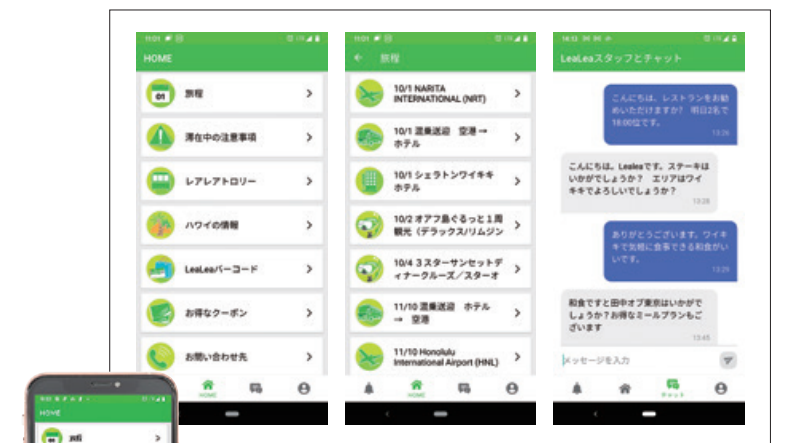 11:01
HOME
旅程
滞在中の注意事項
レアレアトロリー
ハワイの情報
LeaLeaバーコード
お得なクーポン
お問い合わせ先
HOME
11:01
旅程
10/1 NARITA
INTERNATIONAL (NRT)
10/1 混乗送迎 空港→
ホテル
10/1 シェラトンワイキキ
ホテル
10/2 オアフ島ぐるっと1周
観光（デラックス/リムジン
10/4 3スターサンセットデ
ィナークルーズ／スターオ
11/10 混乗送迎 ホテル
→ 空港
11/10 Honolulu
International Airport (HNL)
HOME
14:13
LeaLeaスタッフとチャット
こんにちは、レストランをお勧
めいただけますか? 明日2名で
18:00位です。
13:26
こんにちは。Lealeaです。ステーキは
いかがでしょうか？ エリアはワイ
キキでよろしいでしょうか？
13:28
ありがとうございます。ワイキ
キで気軽に食事できる和食がい
いです。
13:29
和食ですと田中オブ東京はいかがで
しょうか？お得なミールプランもご
ざいます
13:45
メッセージを入力
チャット
HOME